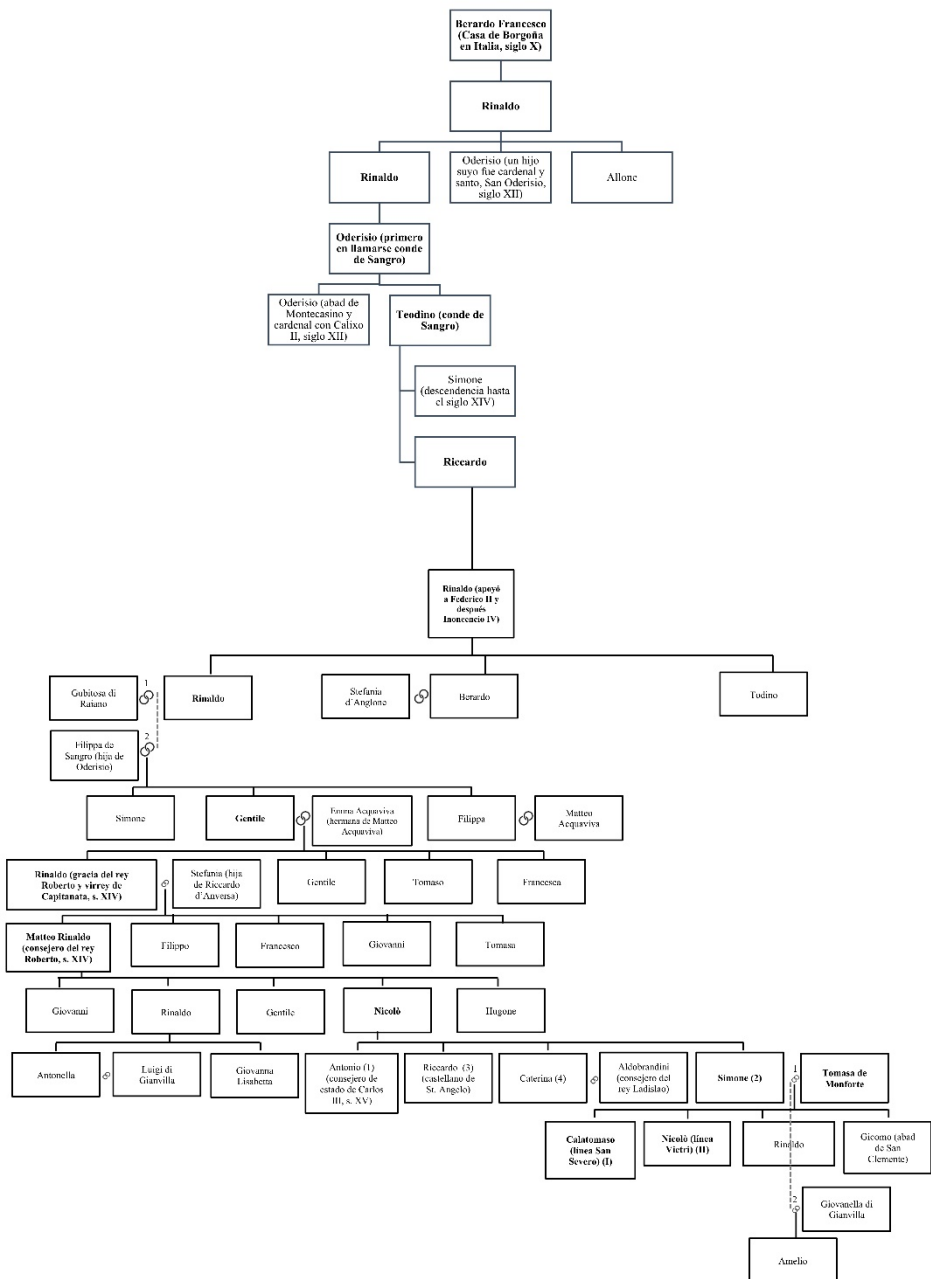 Berardo Francesco
(Casa de Borgoña
en Italia, siglo X)
Rinaldo
Rinaldo
Oderisio (un hijo
suyo fue cardenal y
santo, San Oderisio,
siglo XII)
Allone
Oderisio (primero
en llamarse conde
de Sangro)
Oderisio (abad de
Montecasino y
cardenal con Calixo
II, siglo XII)
Teodino (conde de
Sangro)
Simone
(descendencia hasta
el siglo XIV)
Riccardo
Rinaldo (apoyó
a Federico II y
después
Inoncencio IV)
Gubitosa di
Raiano
1
Rinaldo
Stefania
d'Anglone
Berardo
Todino
Filippa de
Sangro (hija de
Oderisio)
2
Simone
Gentile
Emma Acquaviva
(hermana de Matteo
Acquaviva)
Filippa
Matteo
Acquaviva
Rinaldo (gracia del rey
Roberto y virrey de
Capitanata, s. XIV)
Stefania (hija
de Riccardo
d'Anversa)
Gentile
Tomaso
Francesca
Matteo Rinaldo
(consejero del rey
Roberto, s. XIV)
Filippo
Francesco
Giovanni
Tomasa
Giovanni
Rinaldo
Gentile
Nicolò
Hugone
Antonella
Luigi di
Gianvilla
Giovanna
Lisabetta
Antonio (1)
(consejero de
estado de Carlos
III, s. XV)
Riccardo (3)
(castellano de
St. Angelo)
Caterina (4)
Aldobrandini
(consejero del
rey Ladislao)
Simone (2)
1
Tomasa de
Monforte
Calatomaso
(línea San
Severo) (I)
Nicolò (línea
Vietri) (II)
Rinaldo
Gicomo (abad
de San
Clemente)
2
Giovanella di
Gianvilla
Amelio